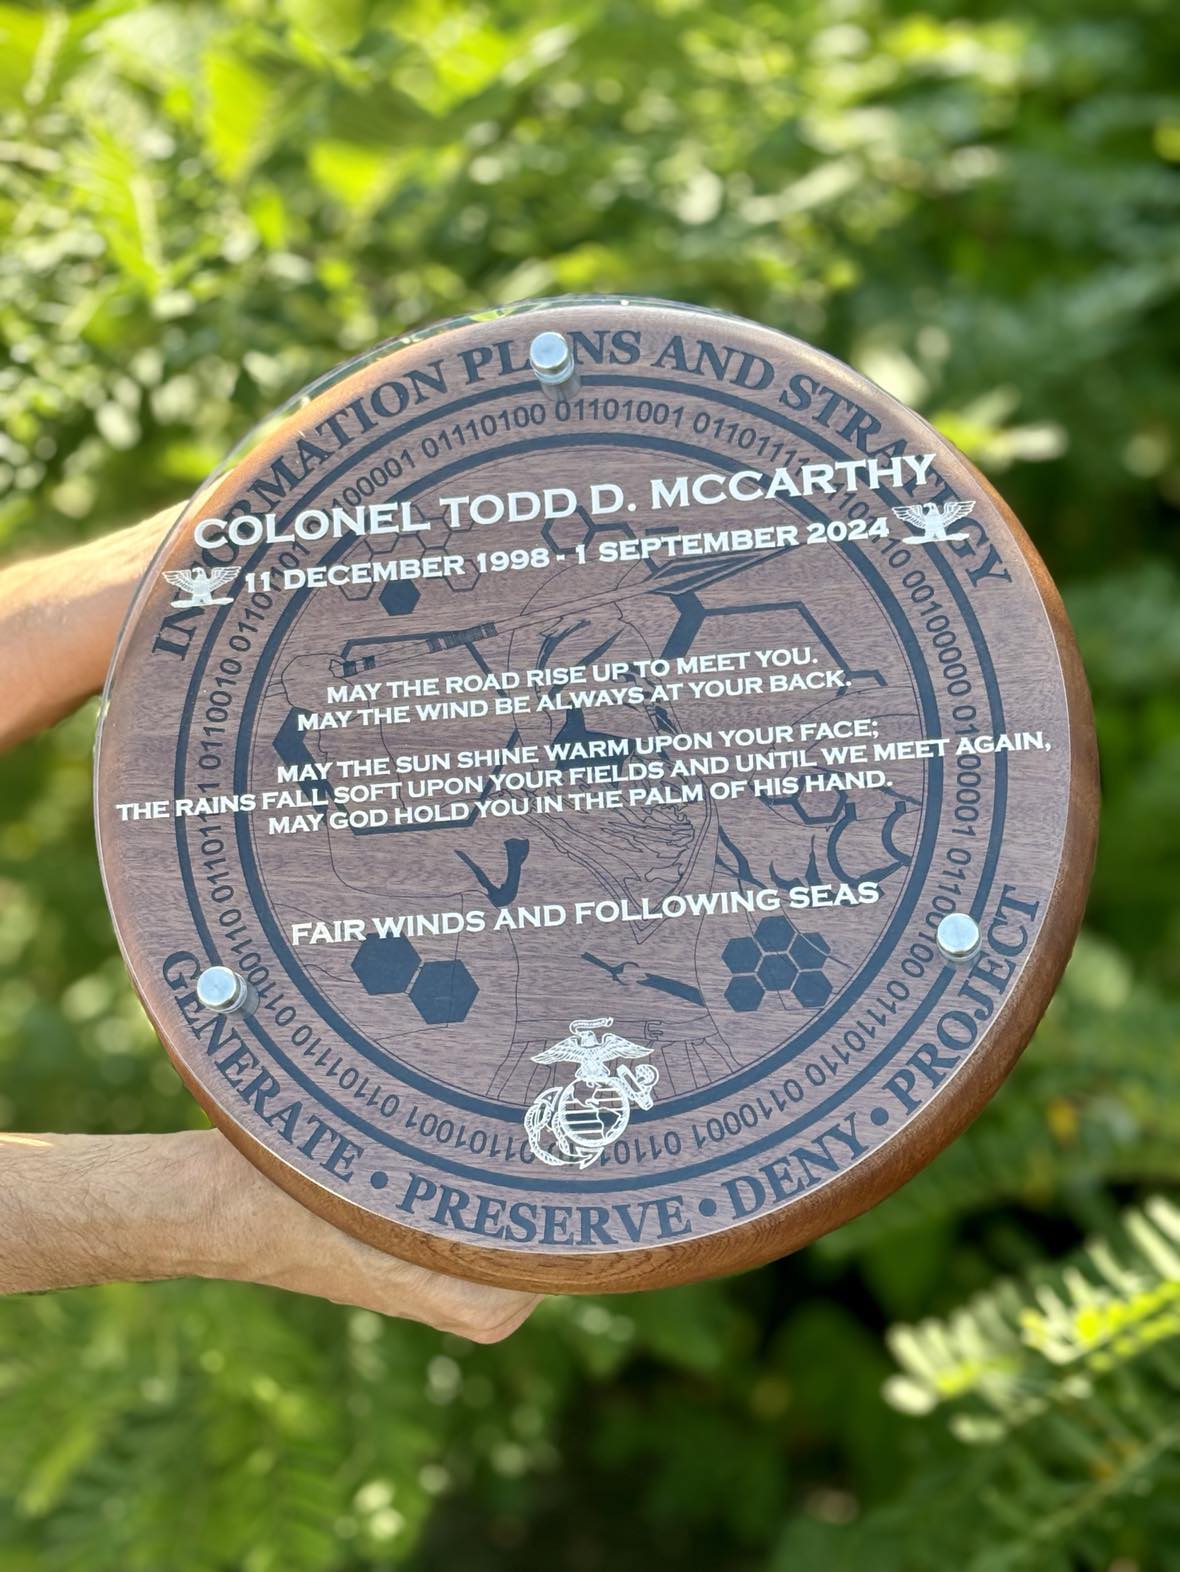 INFORMATION PLANS AND STRATEGY
01110100 01101001
COLONEL TODD D. MCCARTHY
11 DECEMBER 1998 - 1 SEPTEMBER 2024
MAY THE ROAD RISE UP TO MEET YOU.
MAY THE WIND BE ALWAYS AT YOUR BACK.
MAY THE SUN SHINE WARM UPON YOUR FACE;
THE RAINS FALL SOFT UPON YOUR FIELDS AND UNTIL WE MEET AGAIN,
MAY GOD HOLD YOU IN THE PALM OF HIS HAND.
FAIR WINDS AND FOLLOWING SEAS
GENERATE • PRESERVE • DENY • PROJECT